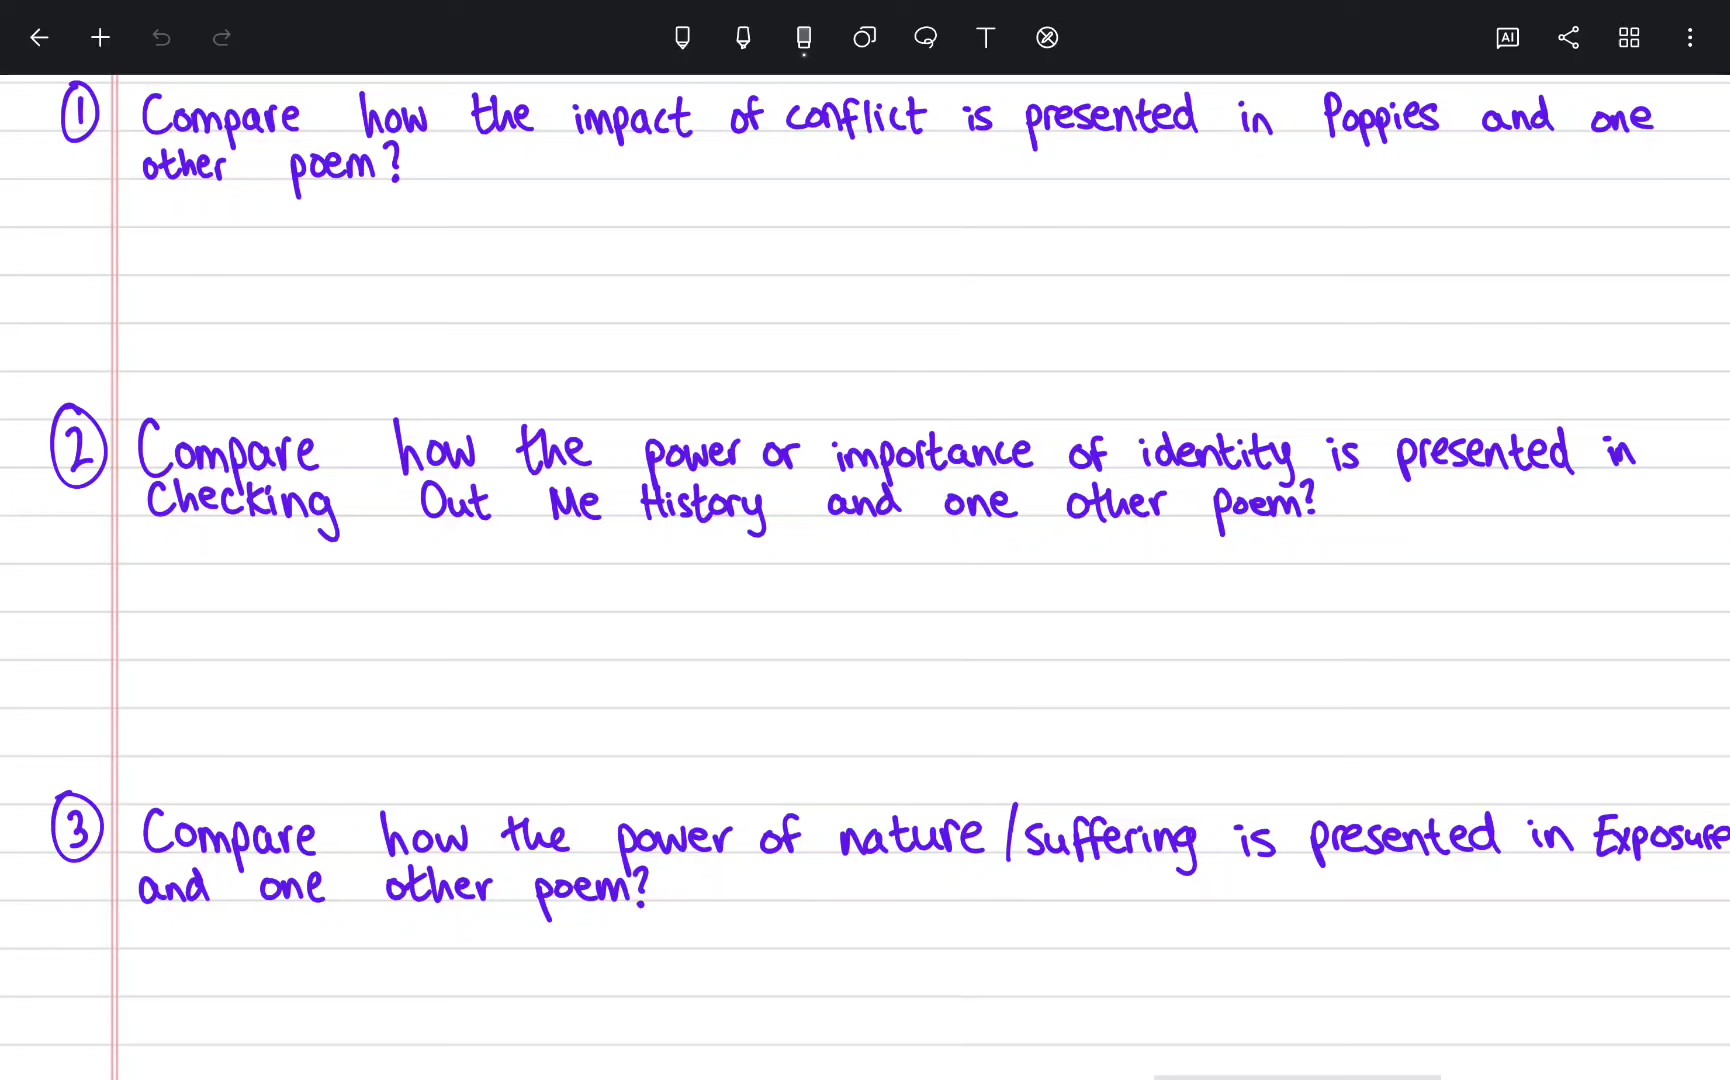 AI
① Compare how the impact of conflict is presented in Poppies and one
other poem?
② Compare how the power or importance of identity is presented in
Checking Out Me History and one other poem?
③ Compare how the power of nature/suffering is presented in Exposure
and one other poem?